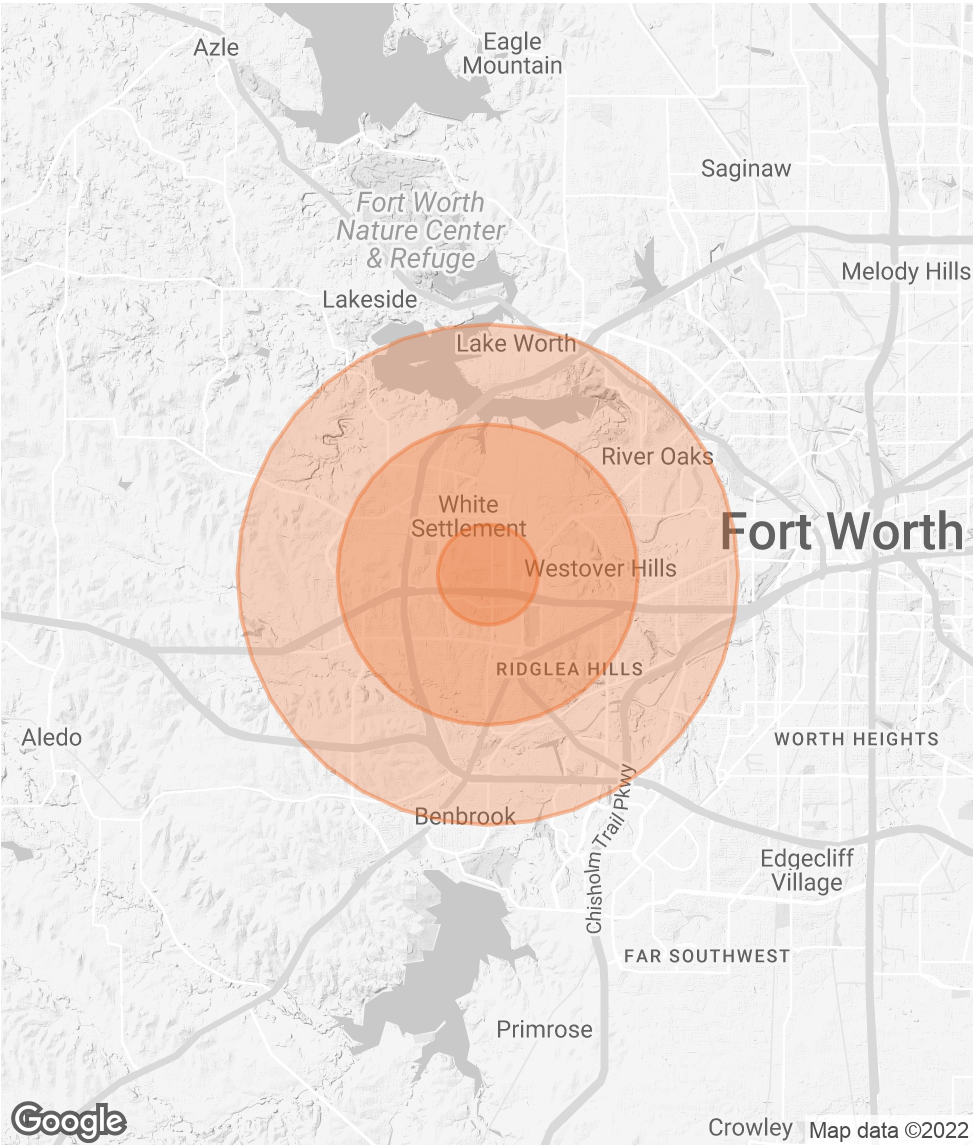 Azle
Eagle
Mountain
Saginaw
Fort Worth
Nature Center
& Refuge
Melody Hills
Lakeside
Lake Worth
River Oaks
White
Settlement
Fort Worth
Westover Hills
RIDGLEA HILLS
Aledo
WORTH HEIGHTS
Benbrook
Chisholm Trail Pkwy
Edgecliff
Village
FAR SOUTHWEST
Primrose
Google
Crowley
Map data ©2022